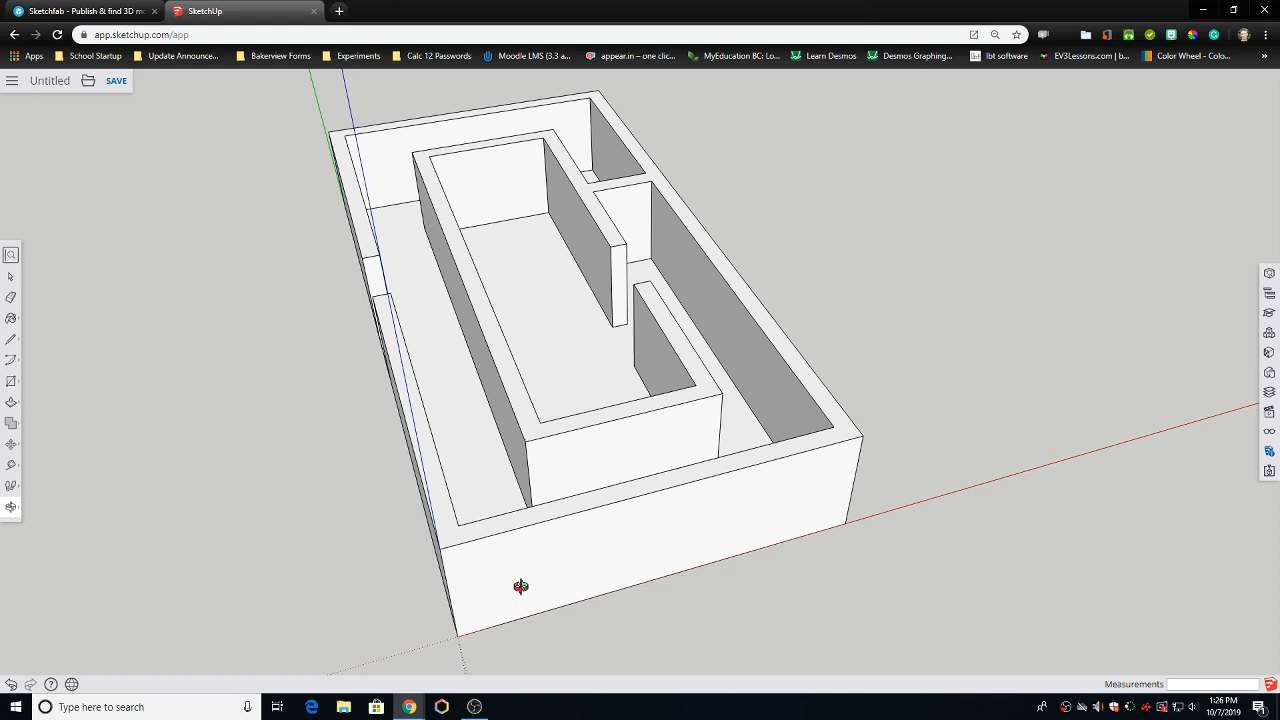 Sketchfab - Publish & find 3D m
SketchUp
app.sketchup.com/app
Apps
School Startup
Update Announce...
Bakerview Forms
Experiments
Calc 12 Passwords
Moodle LMS (3.3 a...
appear.in – one clic...
MyEducation BC: Lo...
Learn Desmos
Desmos Graphing...
lbt software
EV3Lessons.com | b...
Color Wheel - Colo...
»
Untitled
SAVE
Measurements
Type here to search
1:26 PM
10/7/2019